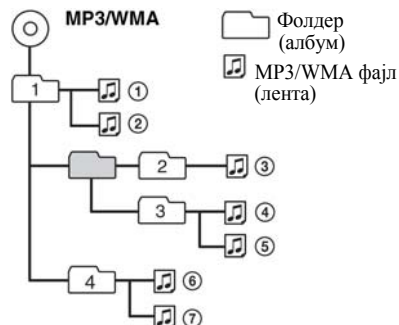 MP3/WMA
Фолдер
(албум)
MP3/WMA фајл
(лента)
1
①
②
2
③
3
④
⑤
4
⑥
⑦